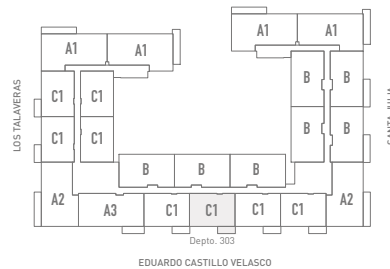 A1 A1
A1 A1
C1 C1 B B
LOS TALAVERAS
SANTA JULIA
C1 C1 B B
B B B
A2 A3 C1 C1 C1 C1 A2
Depto. 303
EDUARDO CASTILLO VELASCO